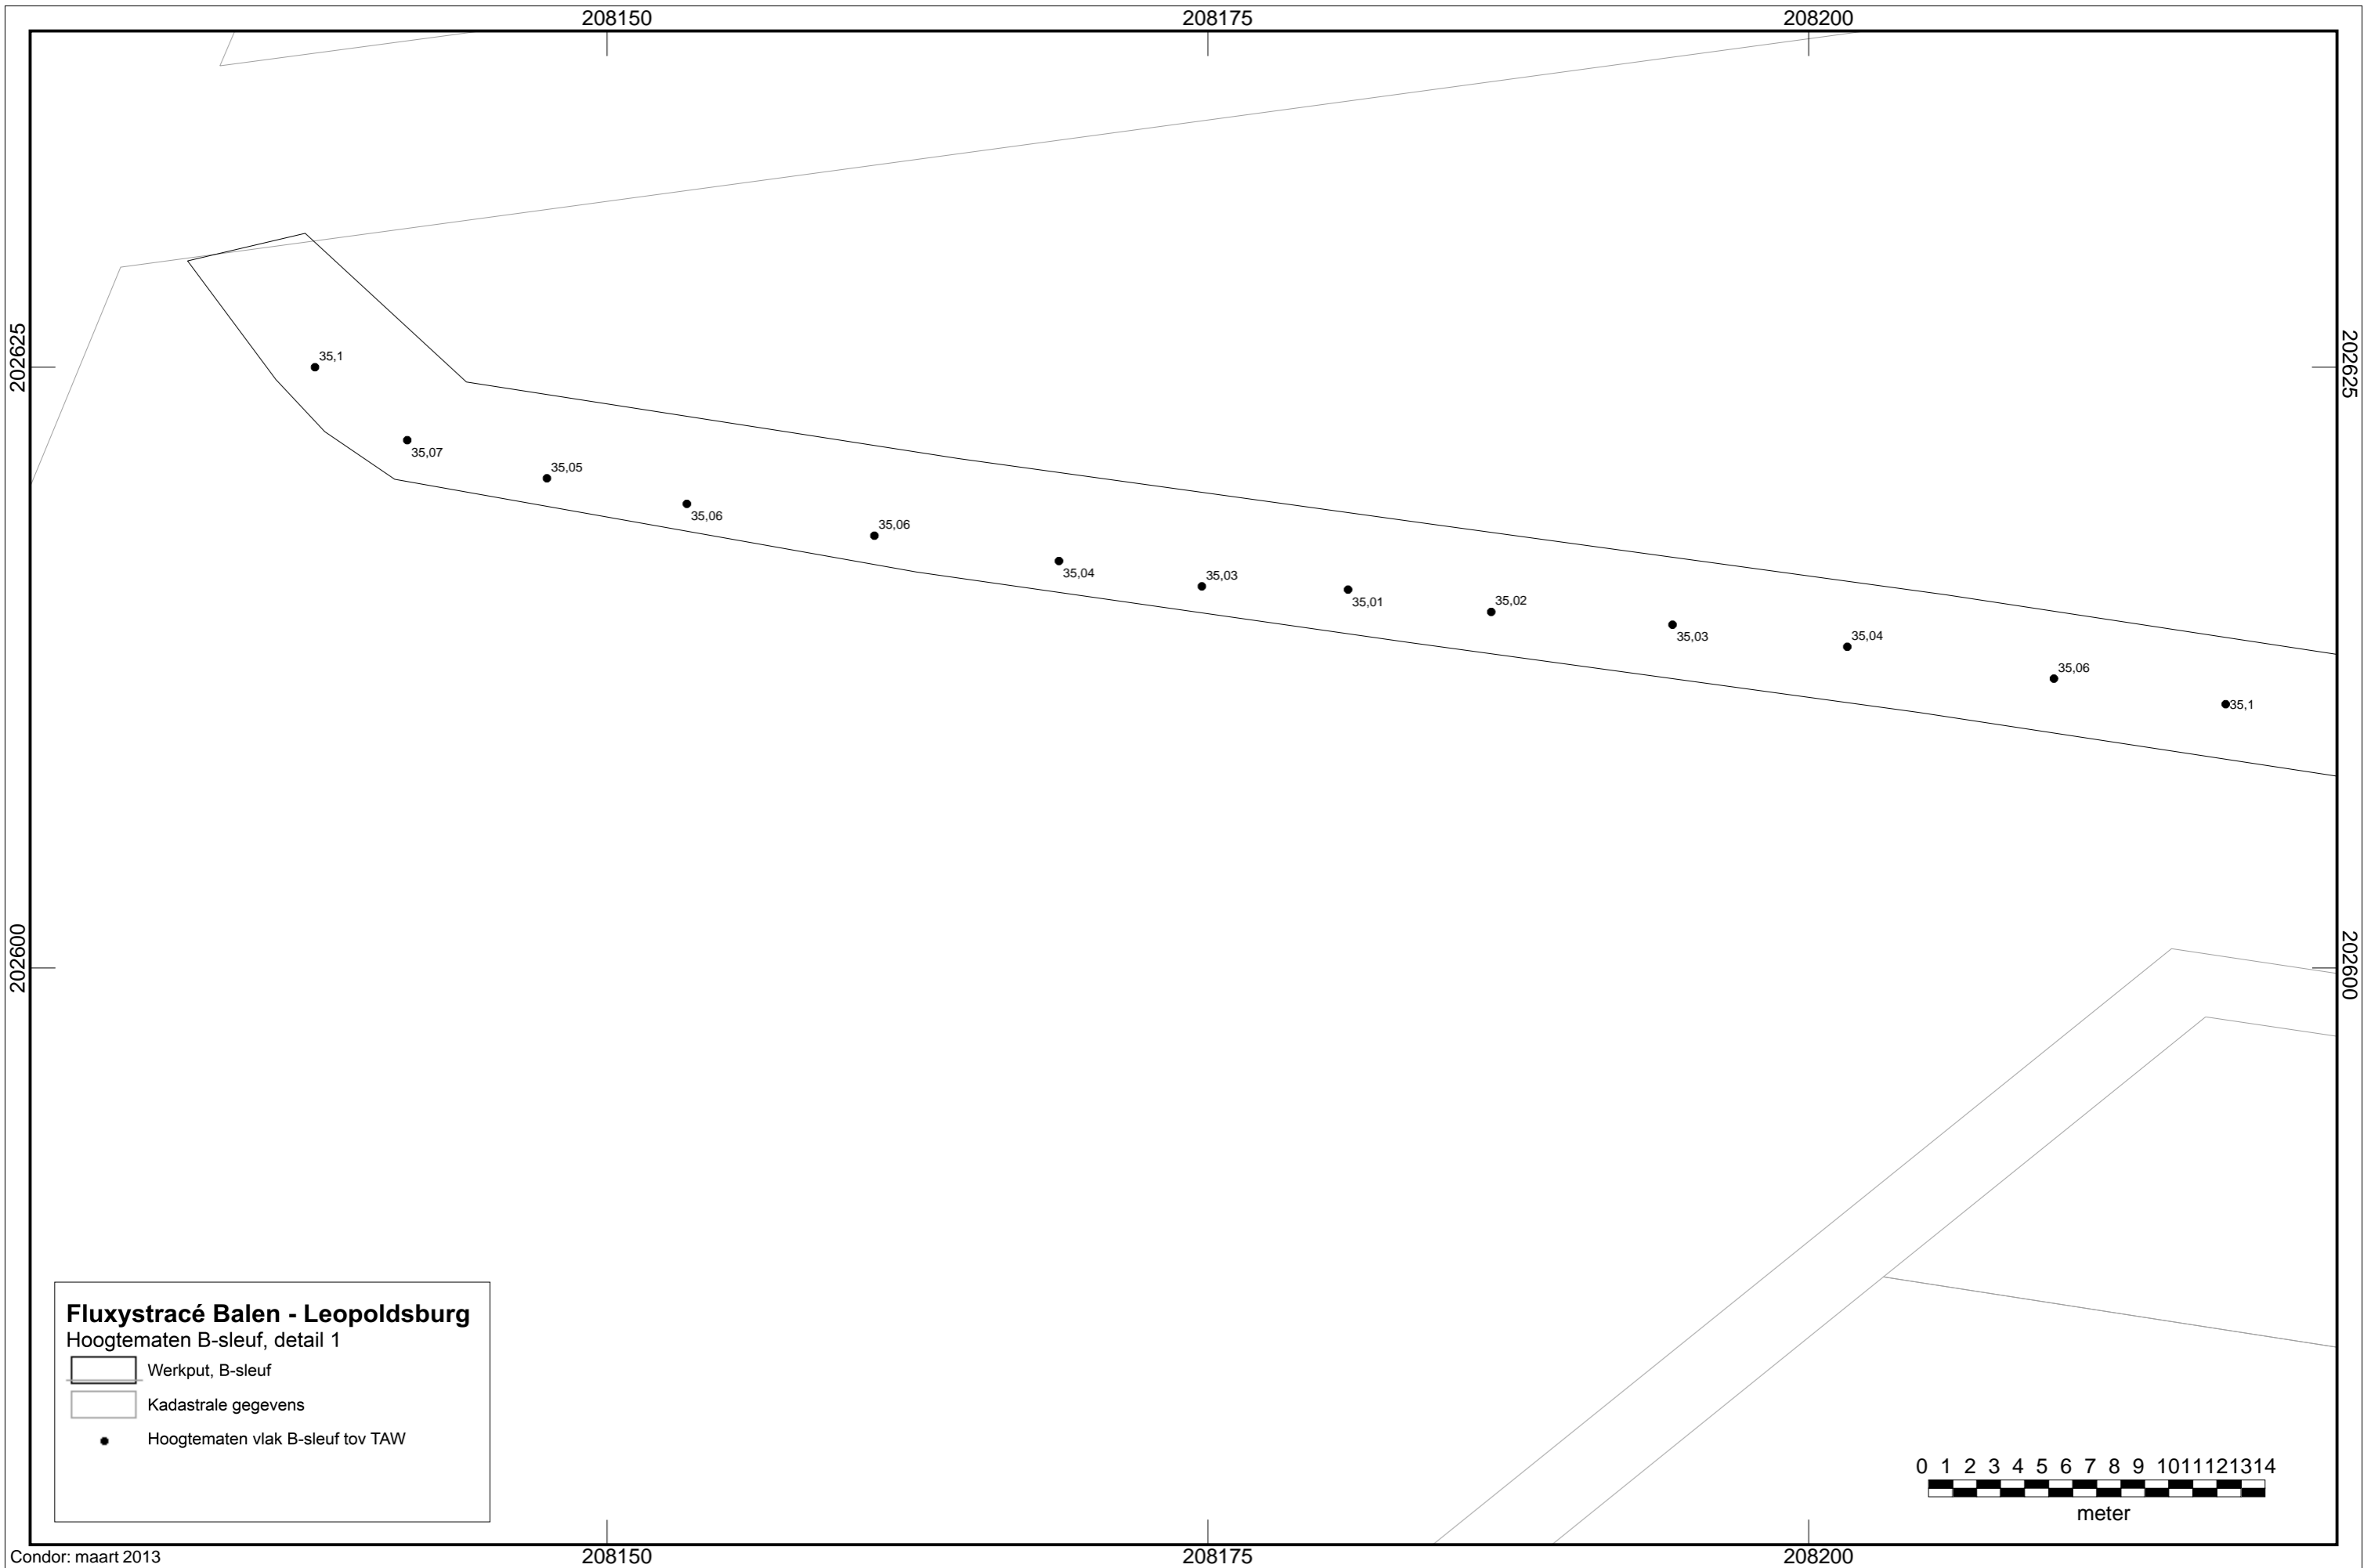 208150 208175 208200
202625 202625
35,1
35,07
35,05
35,06
35,06
35,04
35,03
35,01
35,02
35,03
35,04
35,06
35,1
202600 202600
Fluxystracé Balen - Leopoldsburg
Hoogtematen B-sleuf, detail 1
Werkput, B-sleuf
Kadastrale gegevens
Hoogtematen vlak B-sleuf tov TAW
0 1 2 3 4 5 6 7 8 9 10 11 12 13 14
meter
Condor: maart 2013
208150 208175 208200